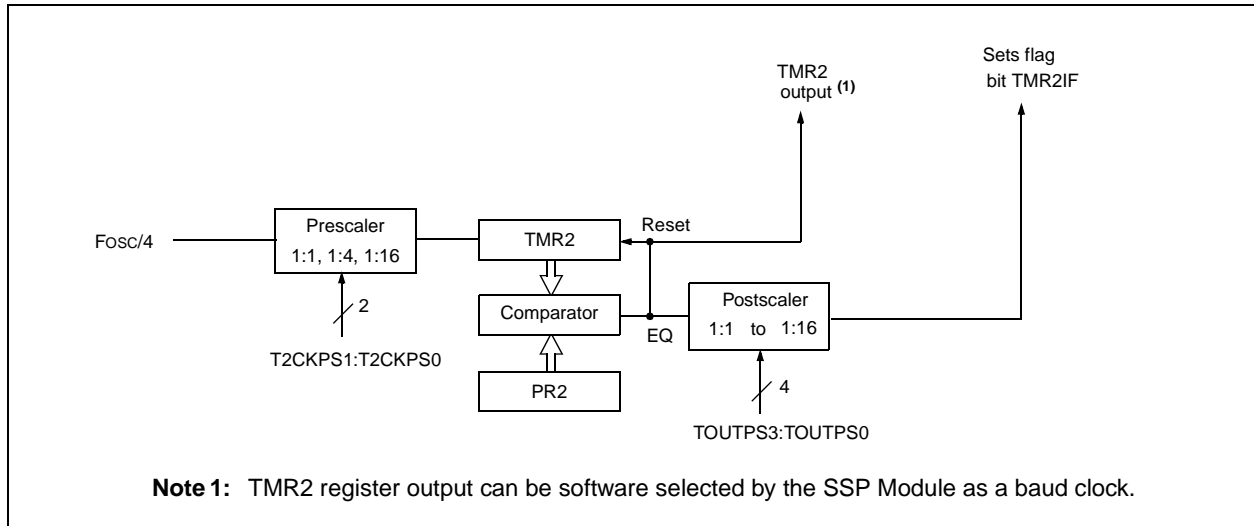 TMR2
output (1)
Sets flag
bit TMR2IF
Fosc/4
Prescaler
1:1, 1:4, 1:16
2
T2CKPS1:T2CKPS0
TMR2
Reset
Comparator
EQ
PR2
Postscaler
1:1 to 1:16
4
TOUTPS3:TOUTPS0
Note 1: TMR2 register output can be software selected by the SSP Module as a baud clock.